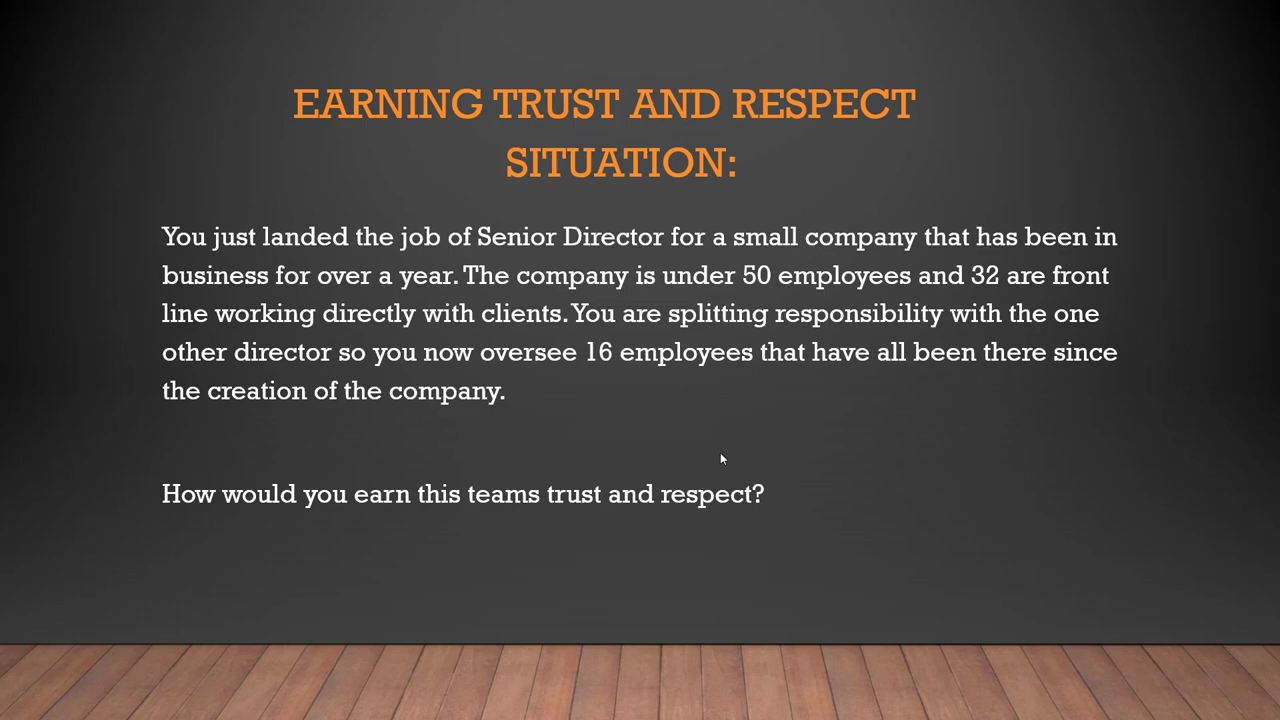 EARNING TRUST AND RESPECT
SITUATION:
You just landed the job of Senior Director for a small company that has been in
business for over a year. The company is under 50 employees and 32 are front
line working directly with clients. You are splitting responsibility with the one
other director so you now oversee 16 employees that have all been there since
the creation of the company.
How would you earn this teams trust and respect?